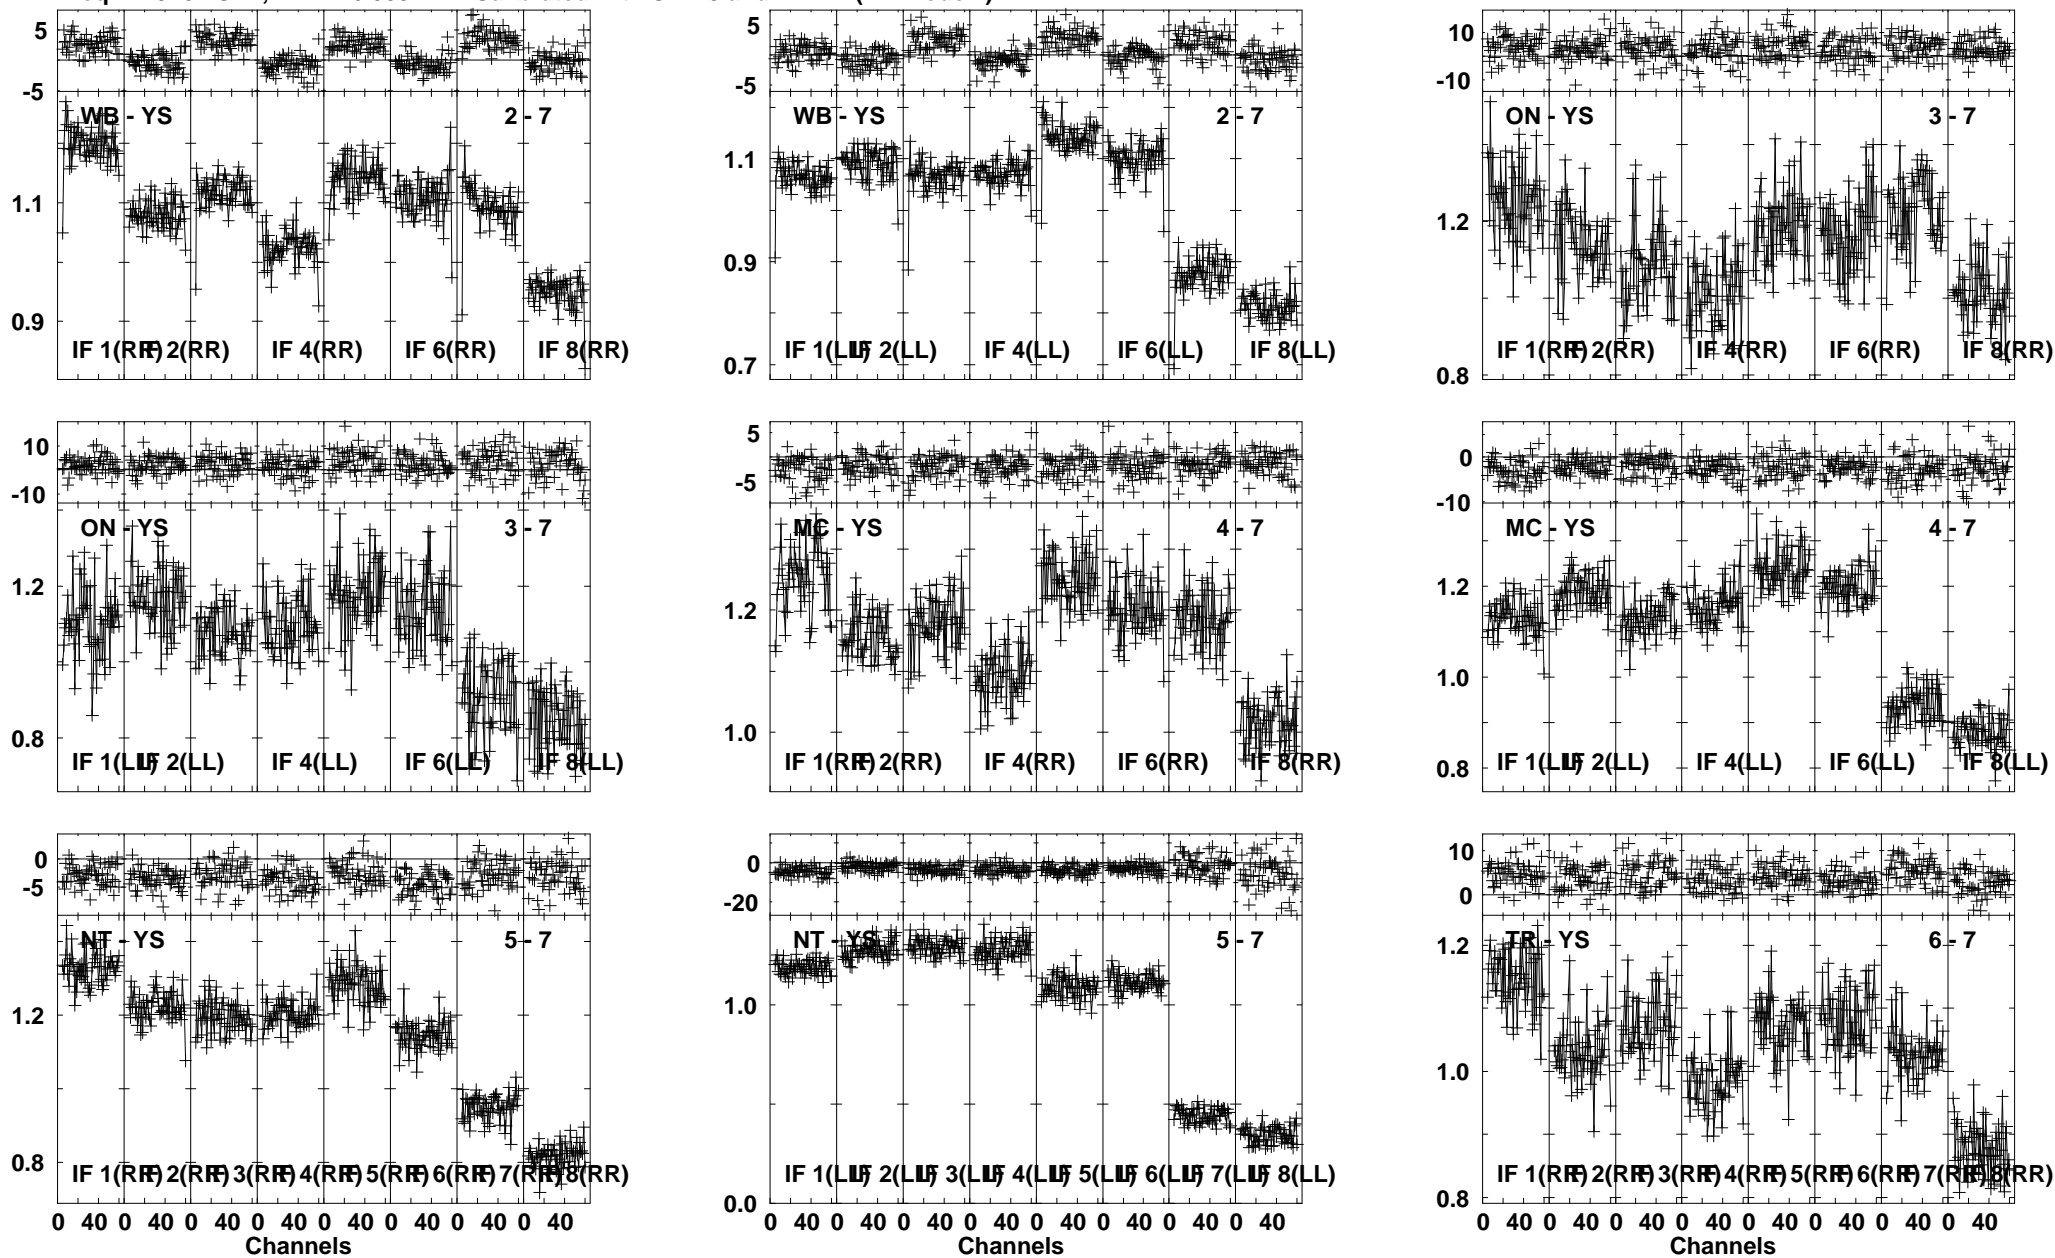 5
-5
WB - YS 2 - 7
1.1
0.9
IF 1(RR) IF 2(RR) IF 4(RR) IF 6(RR) IF 8(RR)
5
-5
WB - YS 2 - 7
1.1
0.9
0.7
IF 1(LL) IF 2(LL) IF 4(LL) IF 6(LL) IF 8(LL)
10
-10
ON - YS 3 - 7
1.2
0.8
IF 1(RR) IF 2(RR) IF 4(RR) IF 6(RR) IF 8(RR)
10
-10
ON - YS 3 - 7
1.2
0.8
IF 1(LL) IF 2(LL) IF 4(LL) IF 6(LL) IF 8(LL)
5
-5
MC - YS 4 - 7
1.2
1.0
IF 1(RR) IF 2(RR) IF 4(RR) IF 6(RR) IF 8(RR)
0
-10
MC - YS 4 - 7
1.2
1.0
0.8
IF 1(LL) IF 2(LL) IF 4(LL) IF 6(LL) IF 8(LL)
0
-5
NT - YS 5 - 7
1.2
0.8
IF 1(RR) IF 2(RR) IF 3(RR) IF 4(RR) IF 5(RR) IF 6(RR) IF 7(RR) IF 8(RR)
0 40 0 40 0 40 0 40 0 40 0 40 0 40 0 40
Channels
0
-20
NT - YS 5 - 7
1.0
0.0
IF 1(LL) IF 2(LL) IF 3(LL) IF 4(LL) IF 5(LL) IF 6(LL) IF 7(LL) IF 8(LL)
0 40 0 40 0 40 0 40 0 40 0 40 0 40 0 40
Channels
10
0
TR - YS 6 - 7
1.2
1.0
0.8
IF 1(RR) IF 2(RR) IF 3(RR) IF 4(RR) IF 5(RR) IF 6(RR) IF 7(RR) IF 8(RR)
0 40 0 40 0 40 0 40 0 40 0 40 0 40 0 40
Channels